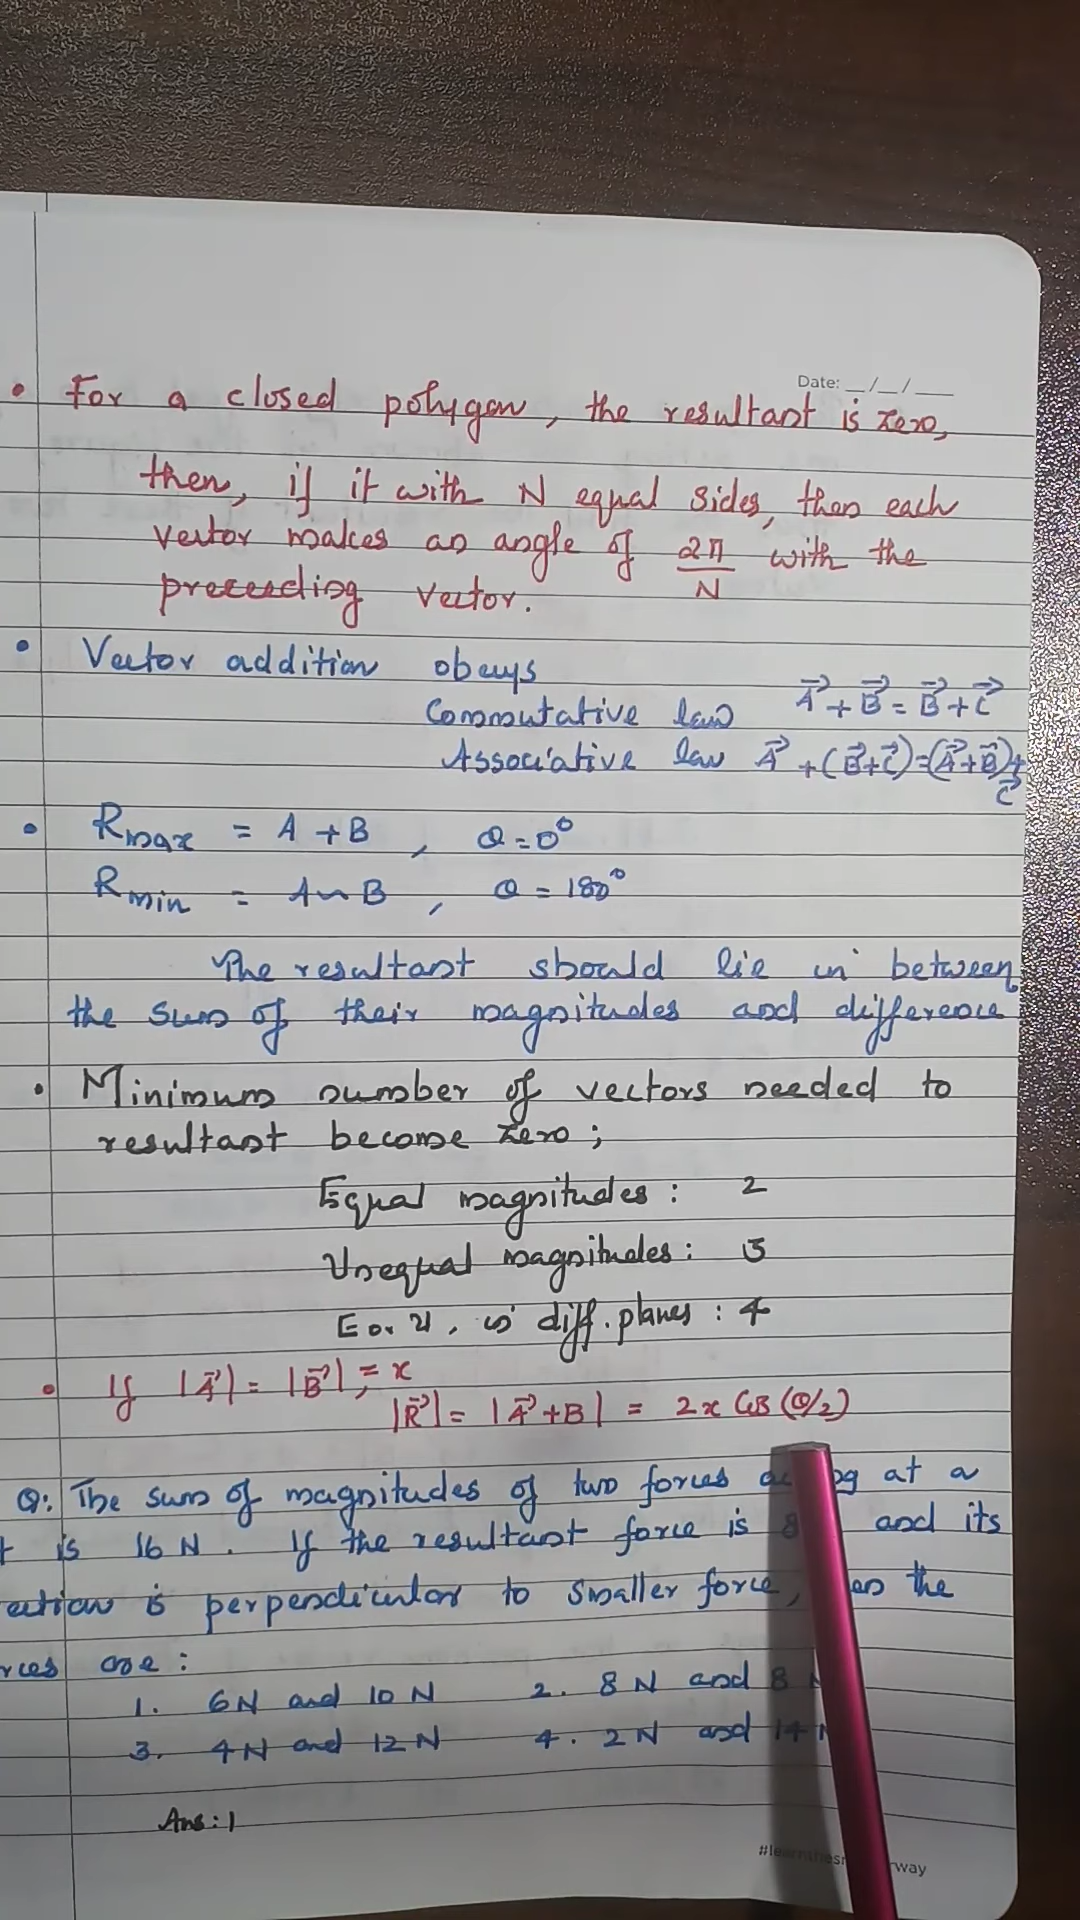 Date: __/__/____
• For a closed polygon, the resultant is zero,
then, if it with N equal sides, then each
vector makes an angle of 2π/N with the
preceeding vector.
• Vector addition obeys
Commutative law A⃗ + B⃗ = B⃗ + C⃗
Associative law A⃗ + (B⃗+C⃗) = (A⃗+B⃗)+
C⃗
• Rmax = A + B , θ = 0°
Rmin = A ~ B , θ = 180°
The resultant should lie in between
the sum of their magnitudes and difference
• Minimum number of vectors needed to
resultant become zero ;
Equal magnitudes : 2
Unequal magnitudes : 3
E or U, in diff. planes : 4
• If |A⃗| = |B⃗| = x
|R⃗| = |A⃗+B| = 2x Cos (θ/2)
Q: The sum of magnitudes of two forces at a
is 16 N. If the resultant force is 8 and its
is perpendicular to smaller force, the
are :
1. 6N and 10 N 2. 8 N and 8
3. 4N and 12 N 4. 2N and 14 N
Ans : 1
way